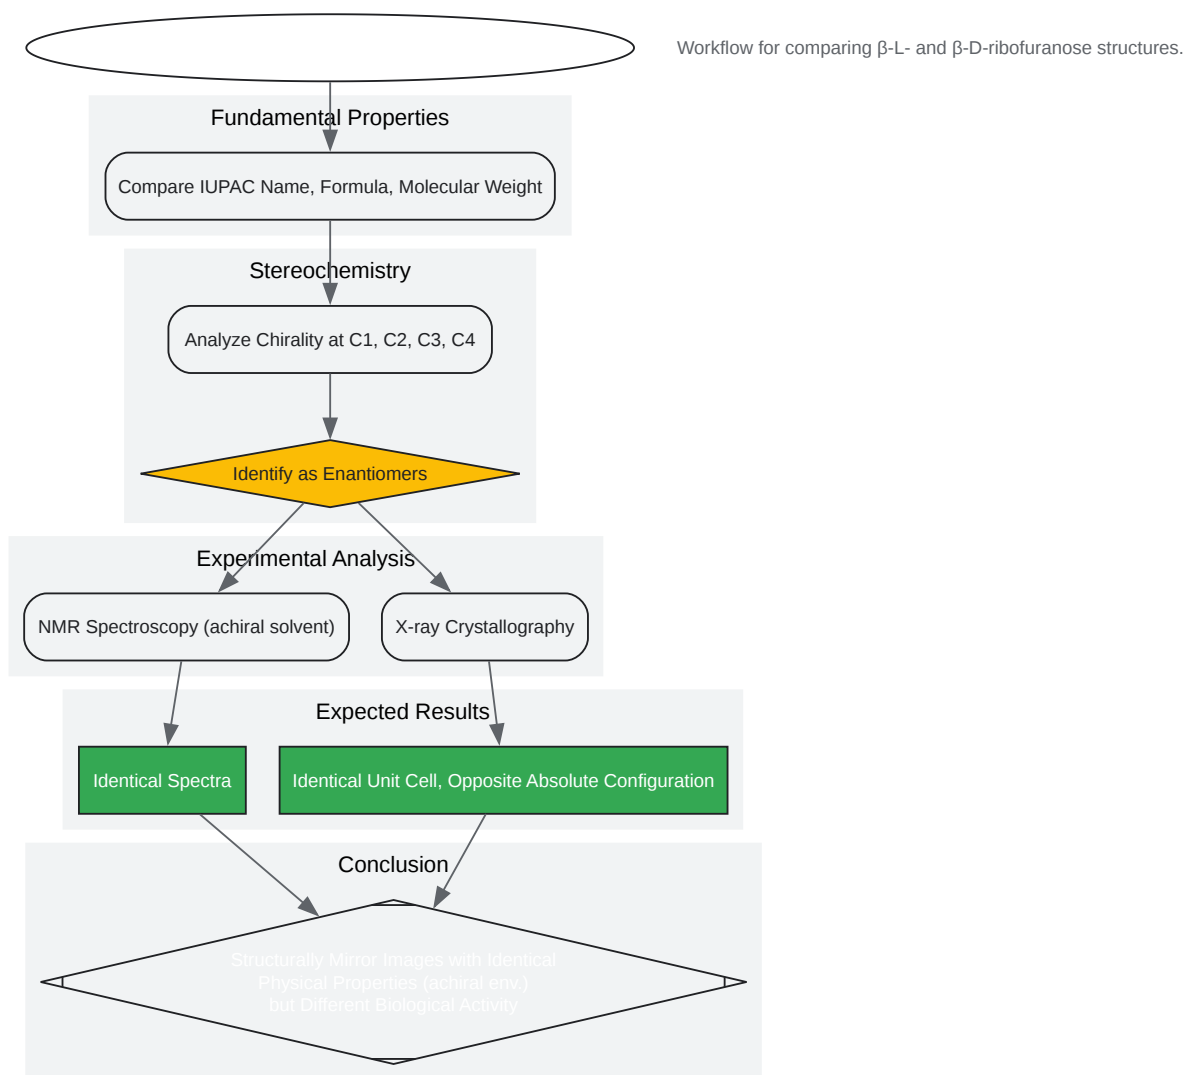 Workflow for comparing β-L- and β-D-ribofuranose structures.
Fundamental Properties
Compare IUPAC Name, Formula, Molecular Weight
Stereochemistry
Analyze Chirality at C1, C2, C3, C4
Identify as Enantiomers
Experimental Analysis
NMR Spectroscopy (achiral solvent)
X-ray Crystallography
Expected Results
Identical Spectra
Identical Unit Cell, Opposite Absolute Configuration
Conclusion
Structurally Mirror Images with Identical
Physical Properties (achiral env.)
but Different Biological Activity